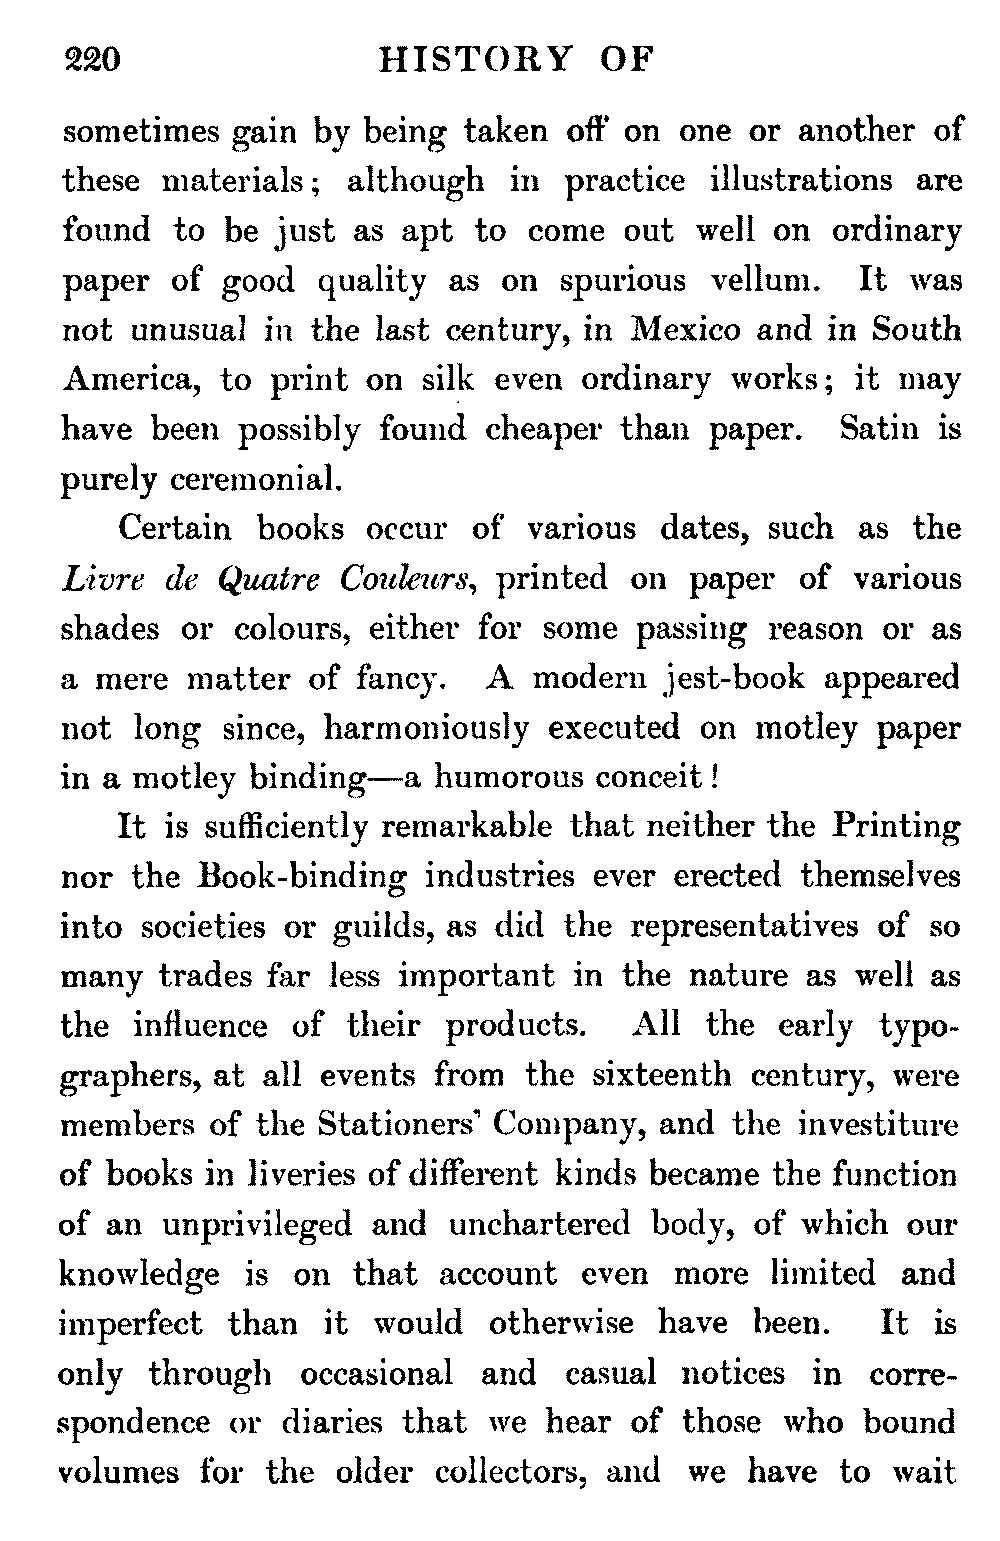 220 HISTORY OF
sometimes gain by being taken off on one or another of
these materials; although in practice illustrations are
found to be just as apt to come out well on ordinary
paper of good quality as on spurious vellum. It was
not unusual in the last century, in Mexico and in South
America, to print on silk even ordinary works; it may
have been possibly found cheaper than paper. Satin is
purely ceremonial.
Certain books occur of various dates, such as the
Livre de Quatre Couleurs, printed on paper of various
shades or colours, either for some passing reason or as
a mere matter of fancy. A modern jest-book appeared
not long since, harmoniously executed on motley paper
in a motley binding—a humorous conceit!
It is sufficiently remarkable that neither the Printing
nor the Book-binding industries ever erected themselves
into societies or guilds, as did the representatives of so
many trades far less important in the nature as well as
the influence of their products. All the early typo-
graphers, at all events from the sixteenth century, were
members of the Stationers' Company, and the investiture
of books in liveries of different kinds became the function
of an unprivileged and unchartered body, of which our
knowledge is on that account even more limited and
imperfect than it would otherwise have been. It is
only through occasional and casual notices in corre-
spondence or diaries that we hear of those who bound
volumes for the older collectors, and we have to wait